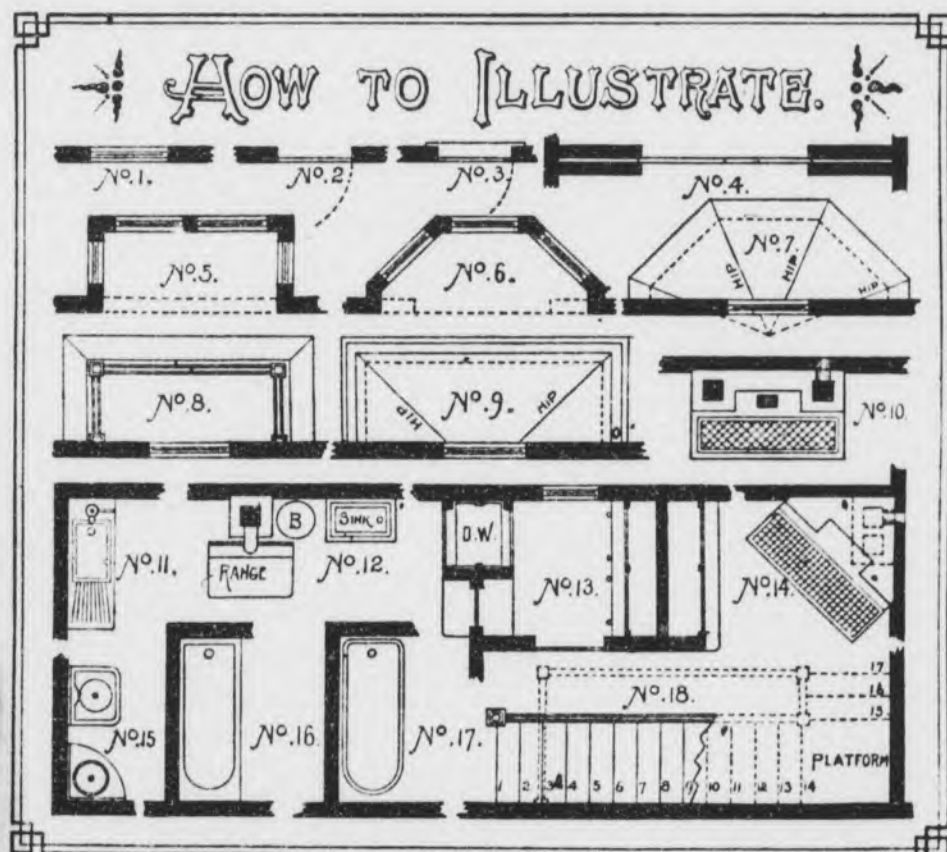 HOW TO ILLUSTRATE.
No. 1.
No. 2
No. 3
No. 4.
No. 5.
No. 6.
No. 7.
HIP
HIP
HIP
No. 8.
No. 9.
HIP
HIP
No. 10.
No. 11.
RANGE
B
SINK
No. 12.
D.W.
No. 13.
No. 14.
No. 15
No. 16.
No. 17.
No. 18.
17
16
15
PLATFORM
1 2 3 4 5 6 7 8 9 10 11 12 13 14